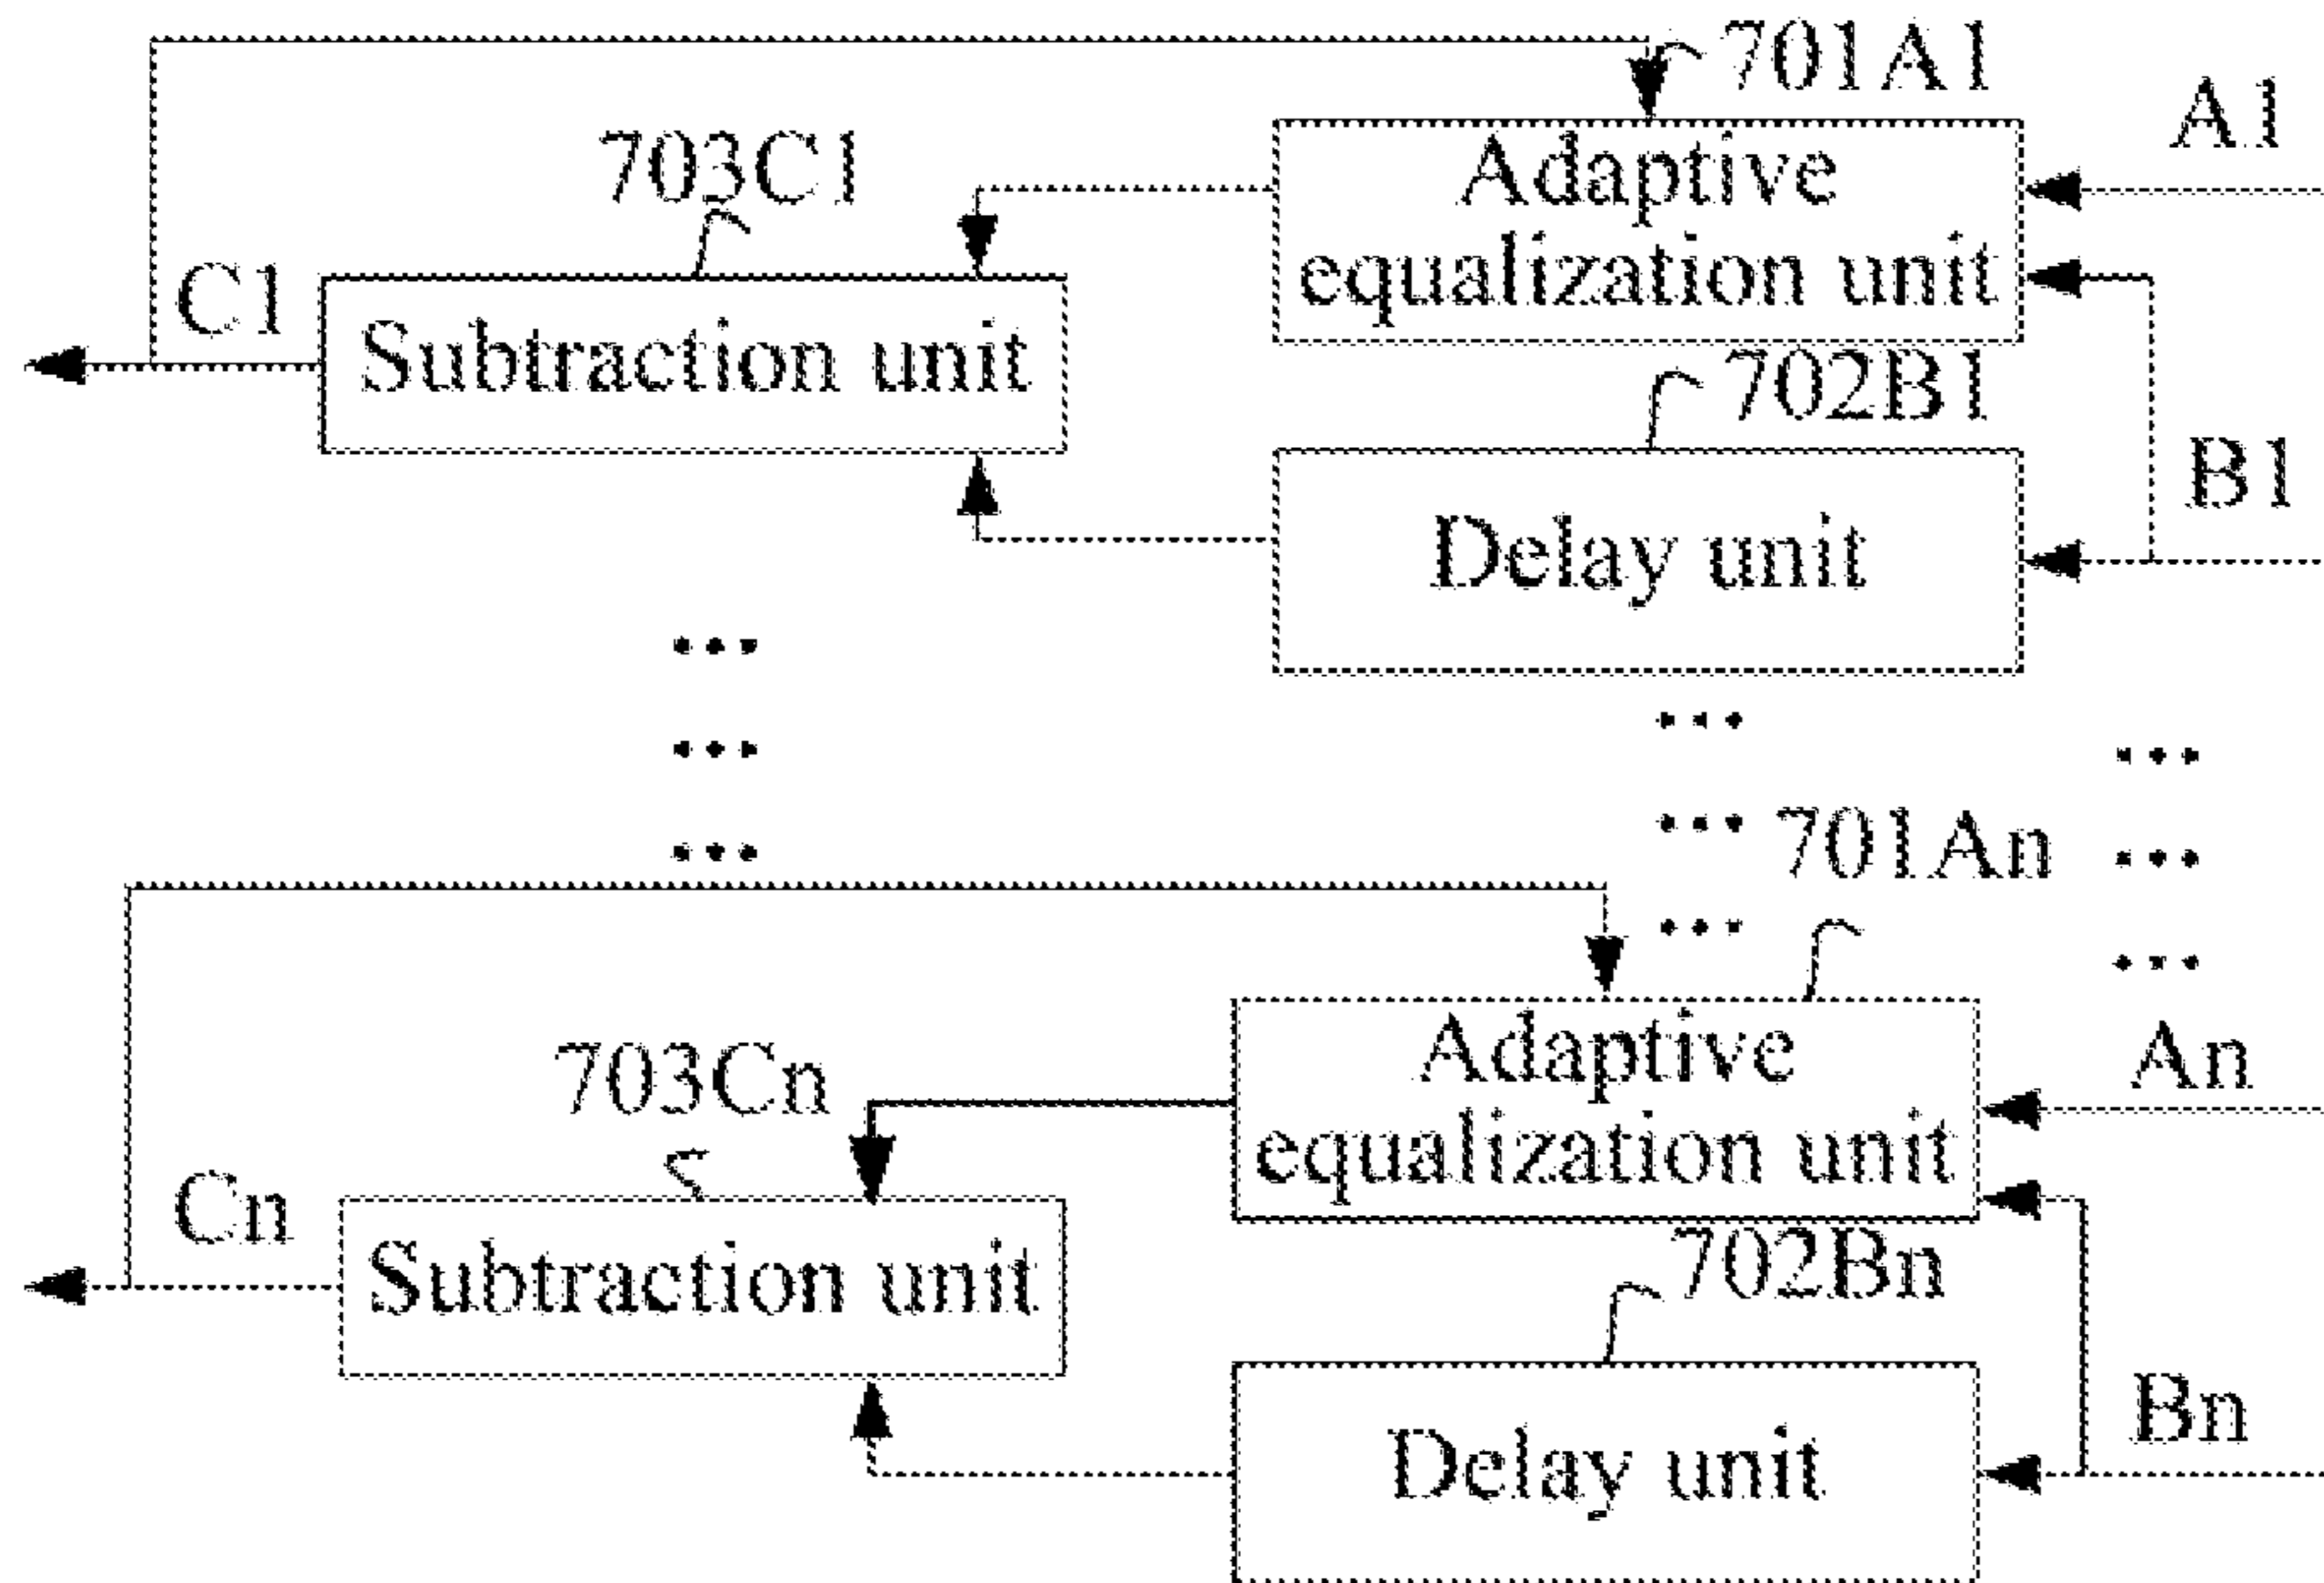 701A1
A1
703C1
Adaptive
equalization unit
C1
Subtraction unit
702B1
B1
Delay unit
...
...
...
...
...
...
...
...
...
701An
An
703Cn
Adaptive
equalization unit
Cn
Subtraction unit
702Bn
Bn
Delay unit